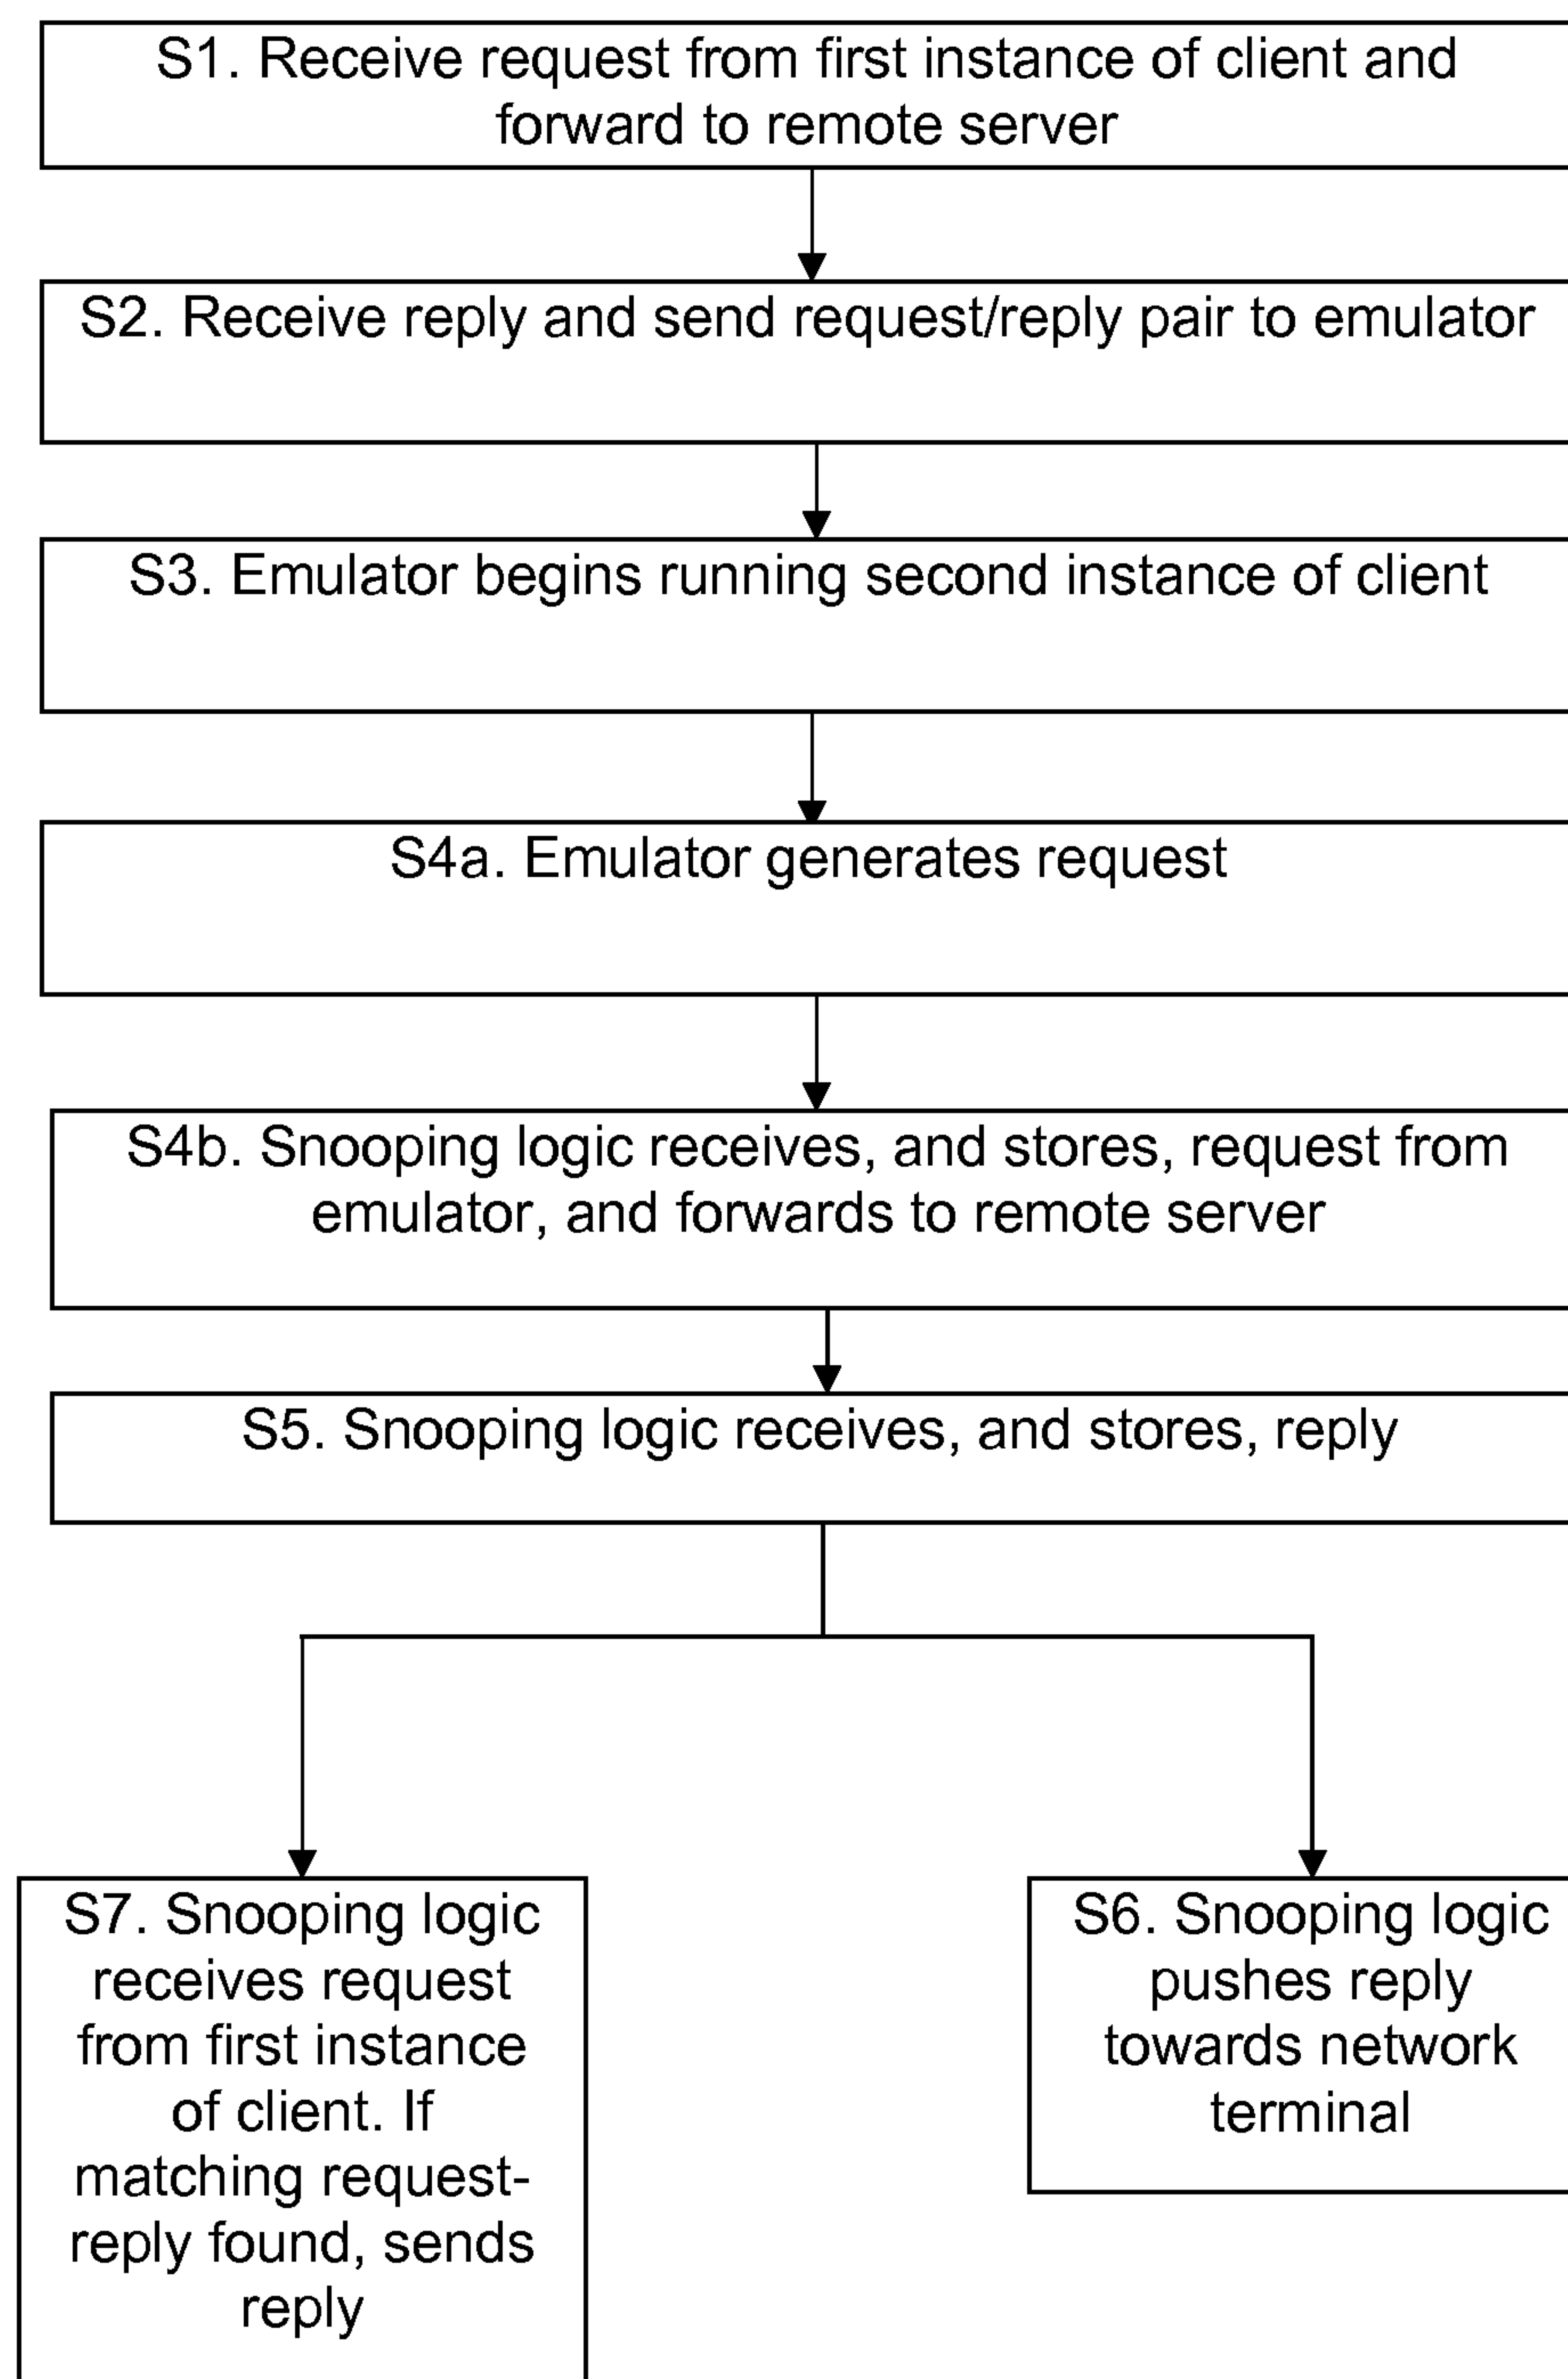 S1. Receive request from first instance of client and
forward to remote server
S2. Receive reply and send request/reply pair to emulator
S3. Emulator begins running second instance of client
S4a. Emulator generates request
S4b. Snooping logic receives, and stores, request from
emulator, and forwards to remote server
S5. Snooping logic receives, and stores, reply
S7. Snooping logic
receives request
from first instance
of client. If
matching request-
reply found, sends
reply
S6. Snooping logic
pushes reply
towards network
terminal